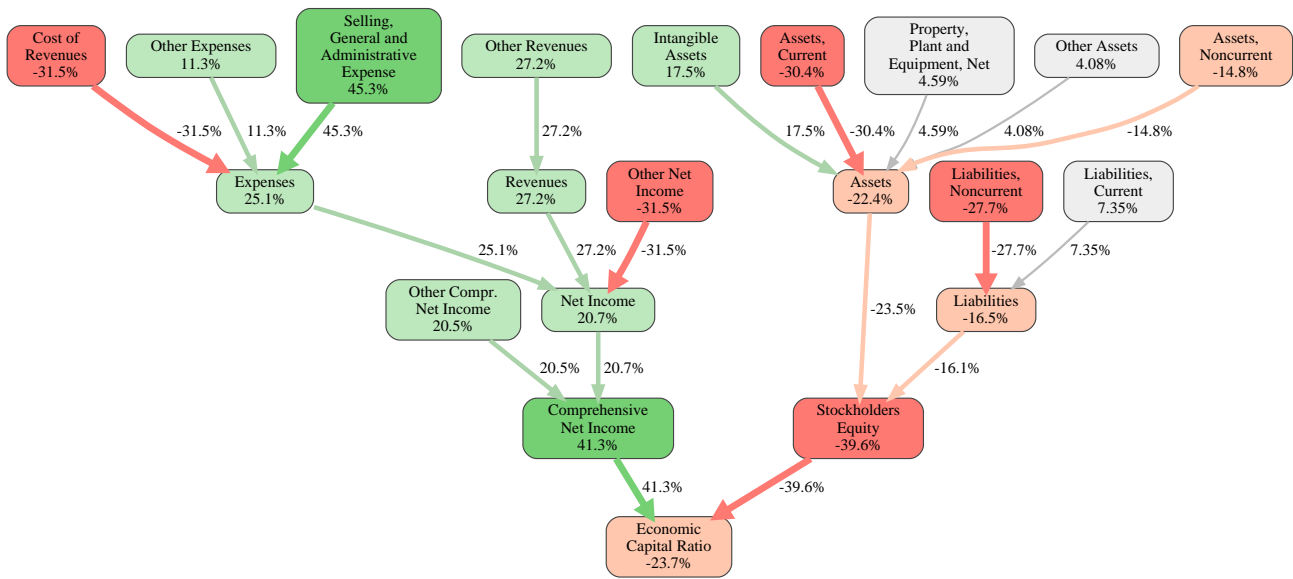 Cost of
Revenues
-31.5%
Other Expenses
11.3%
Selling,
General and
Administrative
Expense
45.3%
Other Revenues
27.2%
Intangible
Assets
17.5%
Assets,
Current
-30.4%
Property,
Plant and
Equipment, Net
4.59%
Other Assets
4.08%
Assets,
Noncurrent
-14.8%
-31.5%
11.3%
45.3%
27.2%
17.5%
-30.4%
4.59%
4.08%
-14.8%
Expenses
25.1%
Revenues
27.2%
Other Net
Income
-31.5%
Assets
-22.4%
Liabilities,
Noncurrent
-27.7%
Liabilities,
Current
7.35%
25.1%
27.2%
-31.5%
-27.7%
7.35%
Other Compr.
Net Income
20.5%
Net Income
20.7%
-23.5%
Liabilities
-16.5%
20.5%
20.7%
-16.1%
Comprehensive
Net Income
41.3%
Stockholders
Equity
-39.6%
41.3%
-39.6%
Economic
Capital Ratio
-23.7%